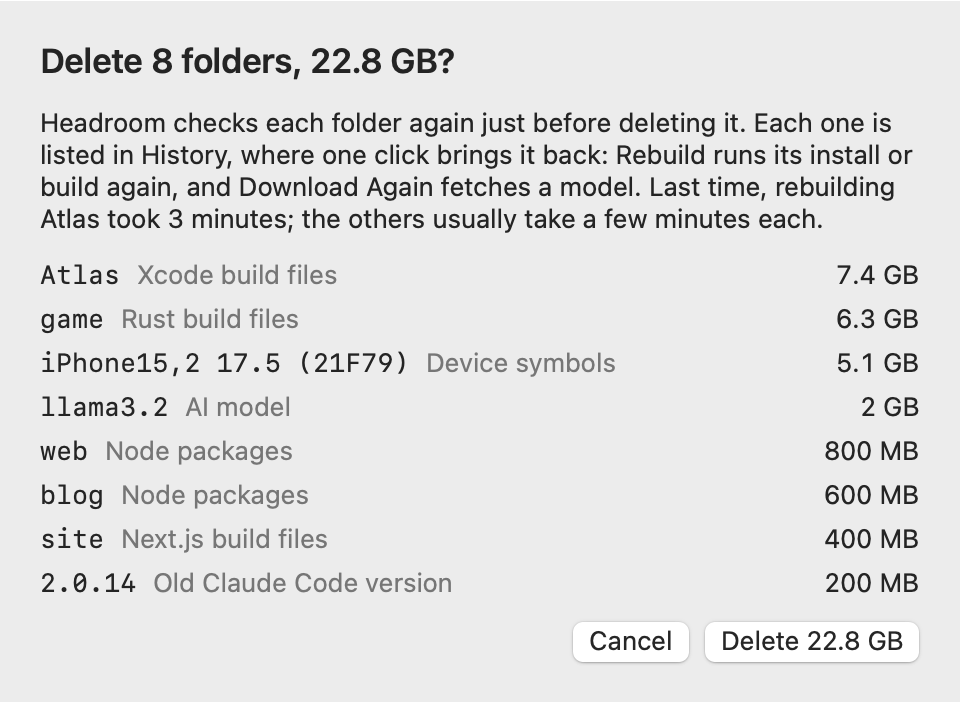 Delete 8 folders, 22.8 GB?
Headroom checks each folder again just before deleting it. Each one is
listed in History, where one click brings it back: Rebuild runs its install or
build again, and Download Again fetches a model. Last time, rebuilding
Atlas took 3 minutes; the others usually take a few minutes each.
Atlas Xcode build files 7.4 GB
game Rust build files 6.3 GB
iPhone15,2 17.5 (21F79) Device symbols 5.1 GB
llama3.2 AI model 2 GB
web Node packages 800 MB
blog Node packages 600 MB
site Next.js build files 400 MB
2.0.14 Old Claude Code version 200 MB
Cancel Delete 22.8 GB